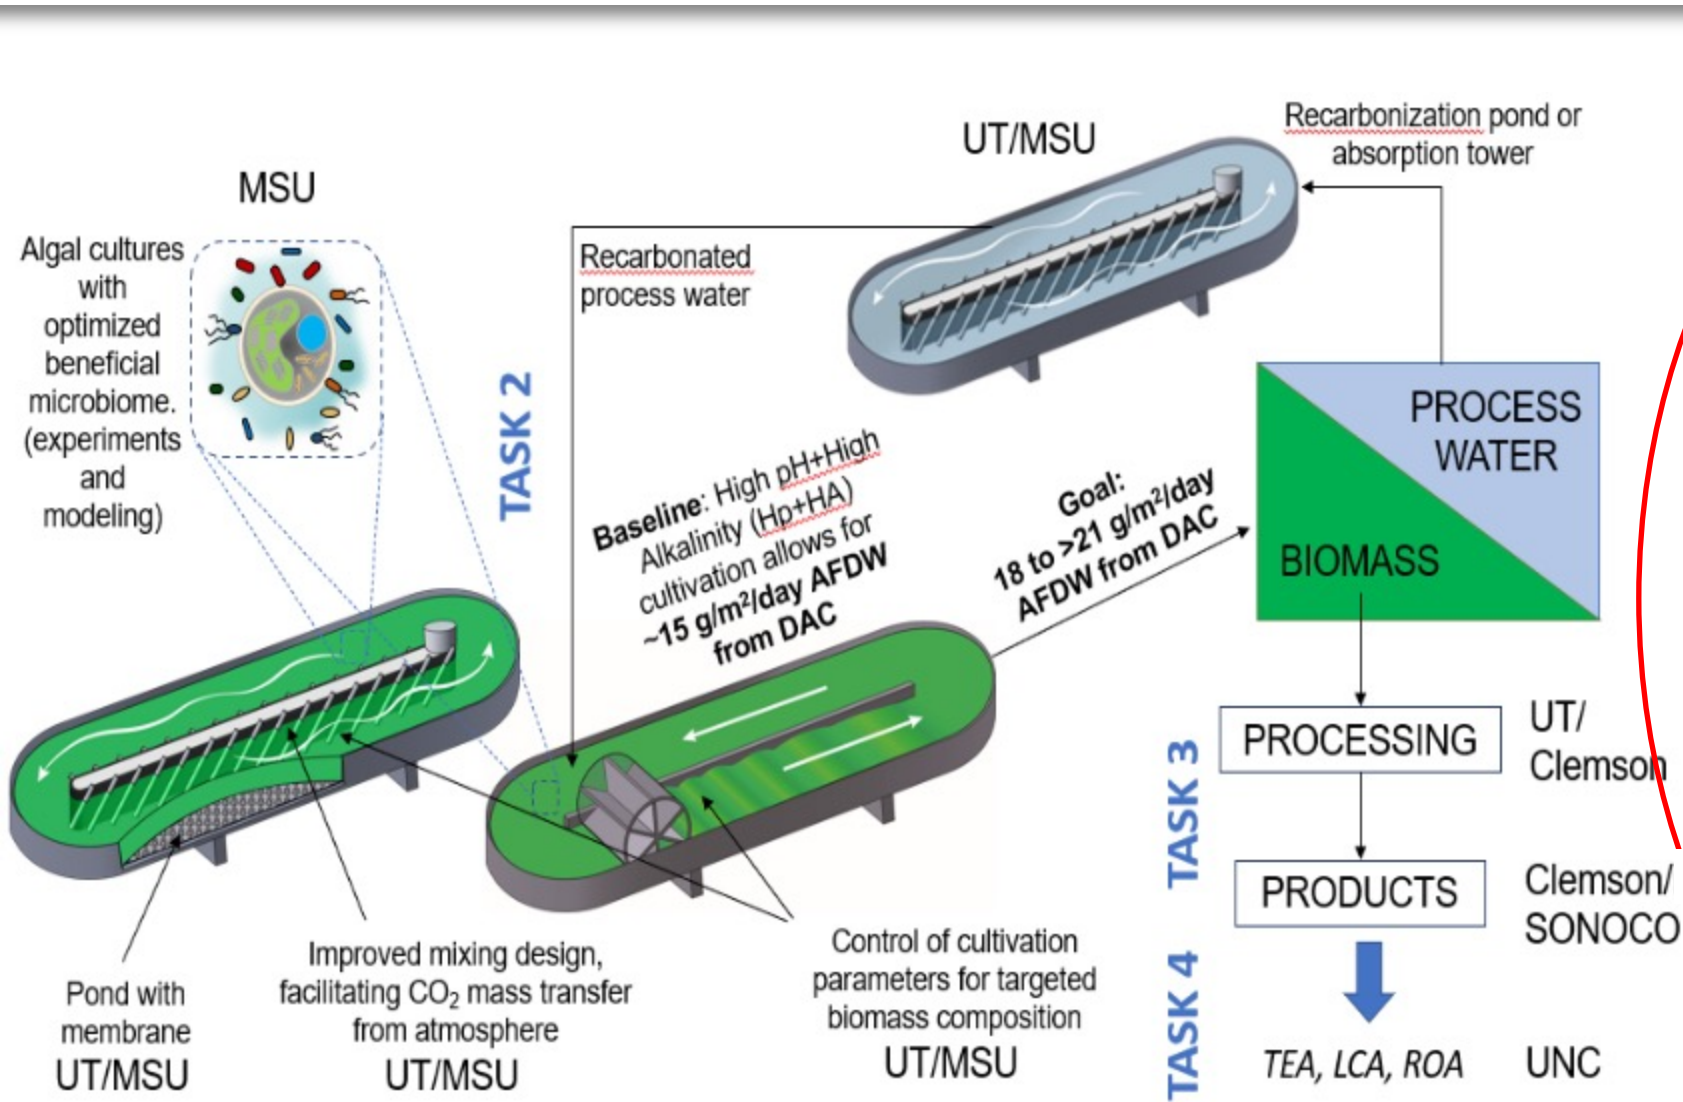 UT/MSU
Recarbonization pond or
absorption tower
MSU
Algal cultures
with
optimized
beneficial
microbiome.
(experiments
and
modeling)
Recarbonated
process water
TASK 2
Baseline: High pH+High
Alkalinity (Hp+HA)
cultivation allows for
~15 g/m²/day AFDW
from DAC
Goal:
18 to >21 g/m²/day
AFDW from DAC
PROCESS
WATER
BIOMASS
TASK 3
PROCESSING
UT/
Clemson
PRODUCTS
Clemson/
SONOCO
TASK 4
TEA, LCA, ROA
UNC
Pond with
membrane
UT/MSU
Improved mixing design,
facilitating CO₂ mass transfer
from atmosphere
UT/MSU
Control of cultivation
parameters for targeted
biomass composition
UT/MSU